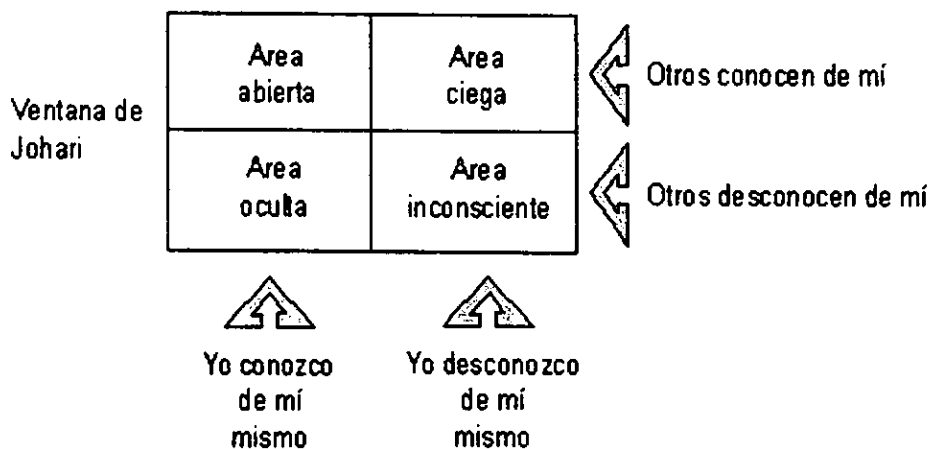 Ventana de
Johari
Area
abierta
Area
ciega
Area
oculta
Area
inconsciente
Otros conocen de mí
Otros desconocen de mí
Yo conozco
de mí
mismo
Yo desconozco
de mí
mismo